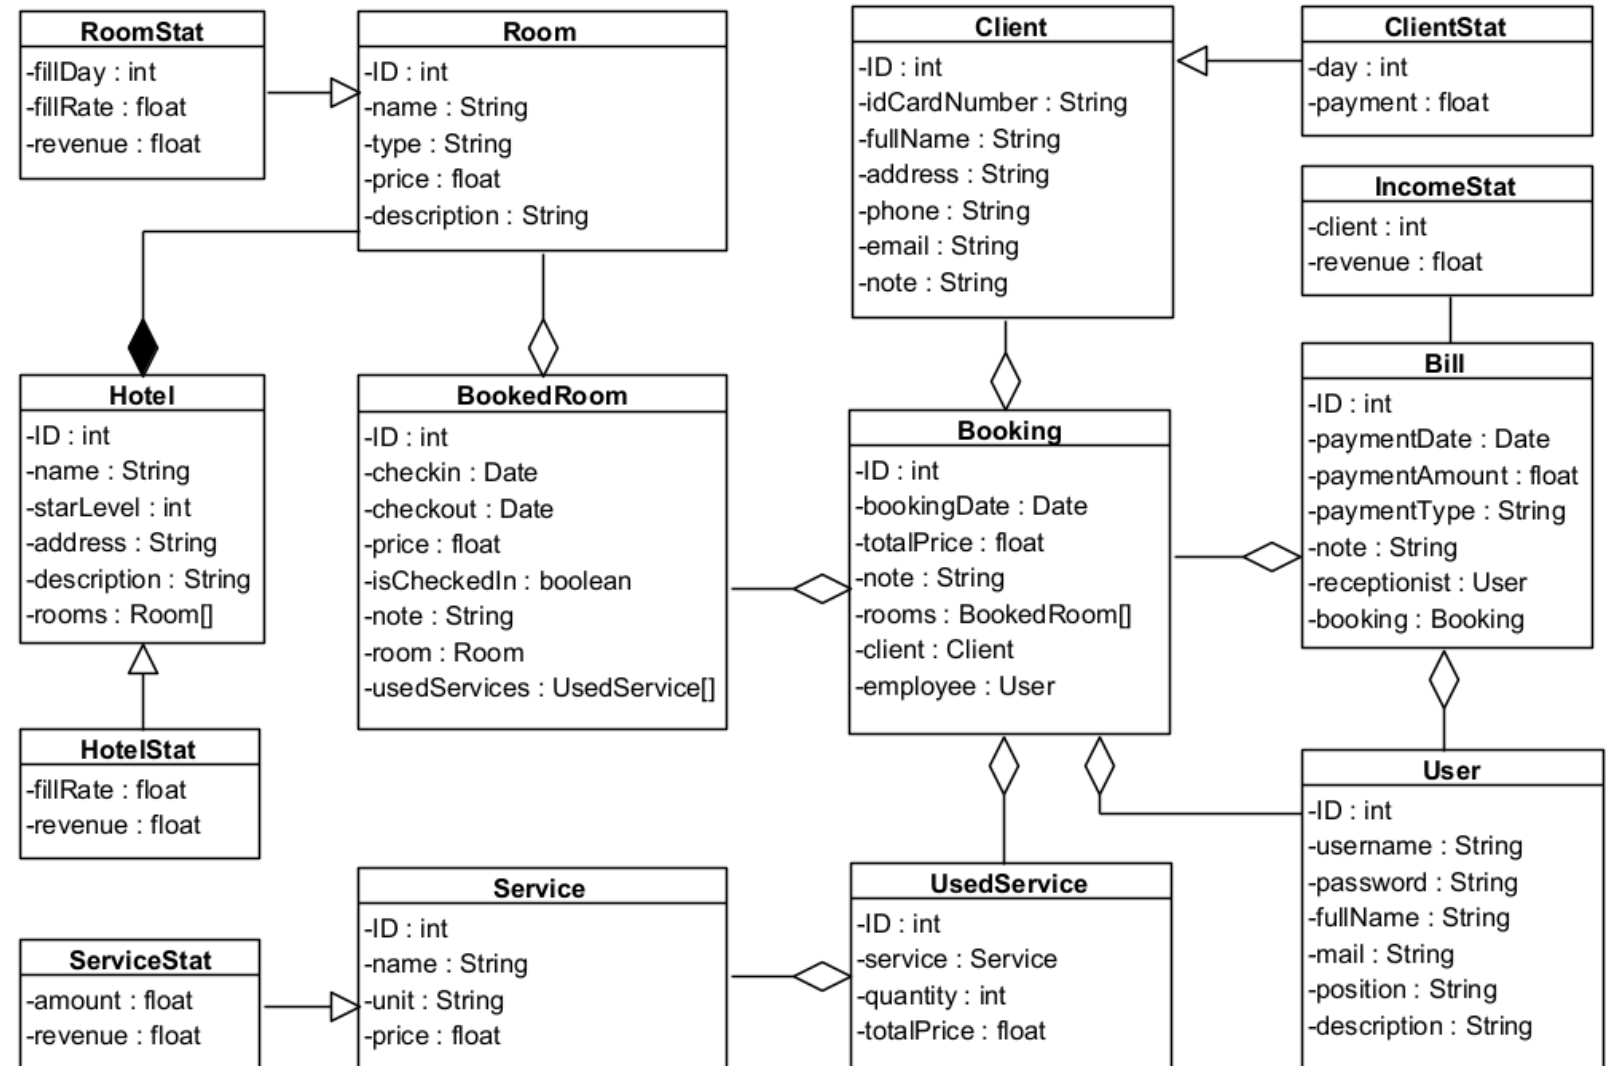 RoomStat
-fillDay : int
-fillRate : float
-revenue : float
Room
-ID : int
-name : String
-type : String
-price : float
-description : String
Client
-ID : int
-idCardNumber : String
-fullName : String
-address : String
-phone : String
-email : String
-note : String
ClientStat
-day : int
-payment : float
IncomeStat
-client : int
-revenue : float
Hotel
-ID : int
-name : String
-starLevel : int
-address : String
-description : String
-rooms : Room[]
BookedRoom
-ID : int
-checkin : Date
-checkout : Date
-price : float
-isCheckedIn : boolean
-note : String
-room : Room
-usedServices : UsedService[]
Booking
-ID : int
-bookingDate : Date
-totalPrice : float
-note : String
-rooms : BookedRoom[]
-client : Client
-employee : User
Bill
-ID : int
-paymentDate : Date
-paymentAmount : float
-paymentType : String
-note : String
-receptionist : User
-booking : Booking
HotelStat
-fillRate : float
-revenue : float
Service
-ID : int
-name : String
-unit : String
-price : float
UsedService
-ID : int
-service : Service
-quantity : int
-totalPrice : float
User
-ID : int
-username : String
-password : String
-fullName : String
-mail : String
-position : String
-description : String
ServiceStat
-amount : float
-revenue : float